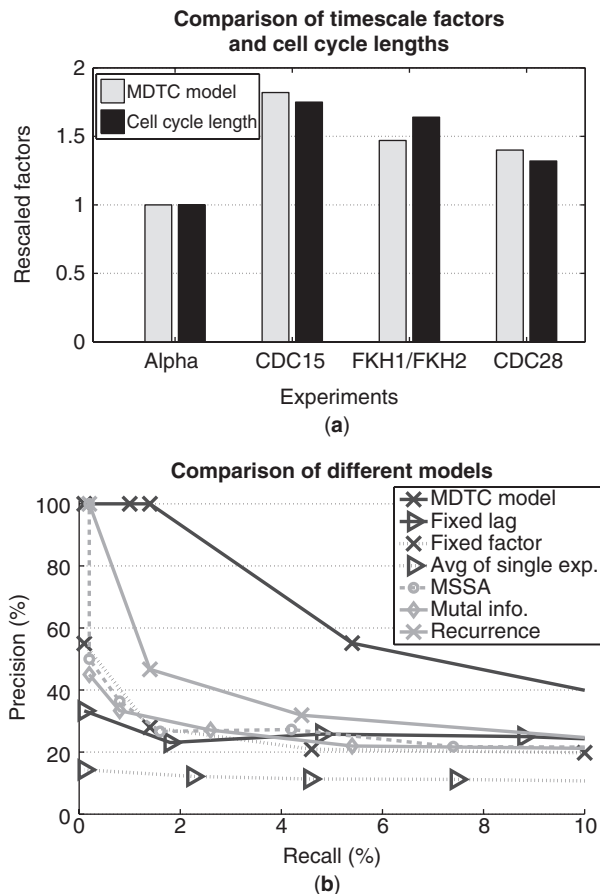 Comparison of timescale factors
and cell cycle lengths
2
1.5
1
0.5
0
Rescaled factors
MDTC model
Cell cycle length
Alpha CDC15 FKH1/FKH2 CDC28
Experiments
(a)
Comparison of different models
100
80
60
40
20
0
Precision (%)
MDTC model
Fixed lag
Fixed factor
Avg of single exp.
MSSA
Mutal info.
Recurrence
0 2 4 6 8 10
Recall (%)
(b)